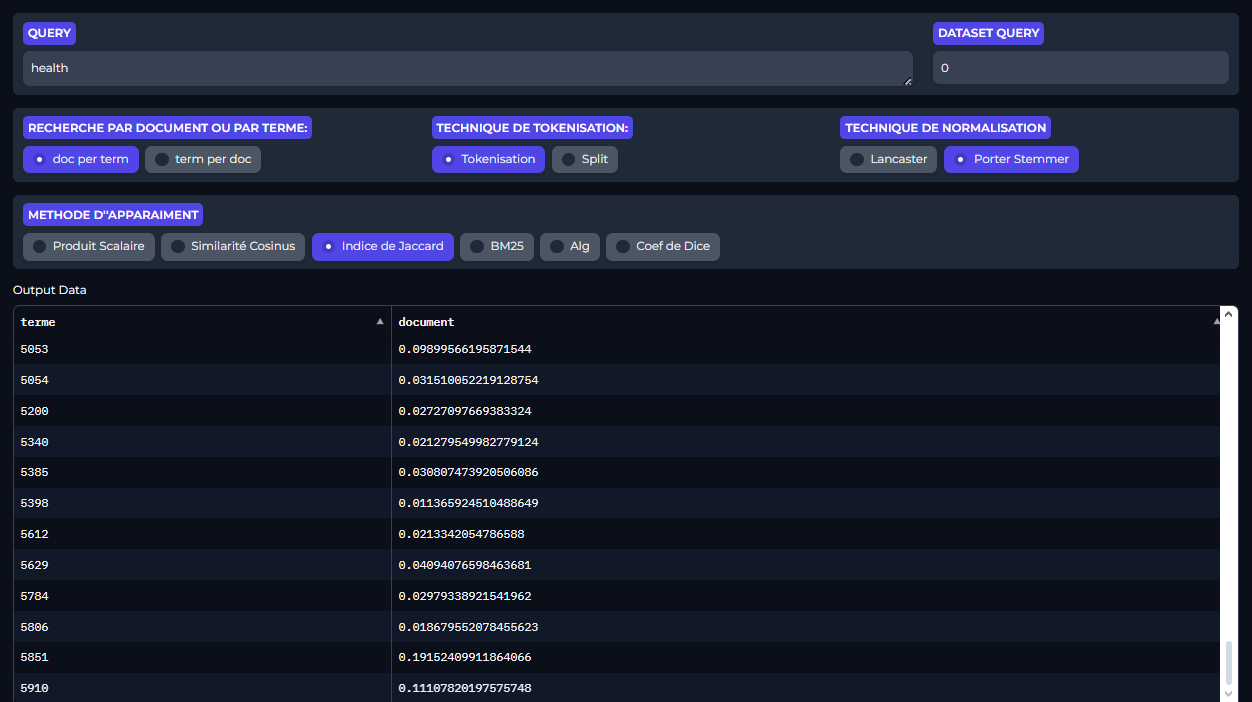 QUERY DATASET QUERY
health 0
RECHERCHE PAR DOCUMENT OU PAR TERME: TECHNIQUE DE TOKENISATION: TECHNIQUE DE NORMALISATION
doc per term term per doc Tokenisation Split Lancaster Porter Stemmer
METHODE D"APPARAIMENT
Produit Scalaire Similarité Cosinus Indice de Jaccard BM25 Alg Coef de Dice
Output Data
terme document
5053 0.09899566195871544
5054 0.031510052219128754
5200 0.02727097669383324
5340 0.021279549982779124
5385 0.030807473920506086
5398 0.011365924510488649
5612 0.0213342054786588
5629 0.04094076598463681
5784 0.02979338921541962
5806 0.018679552078455623
5851 0.19152409911864066
5910 0.11107820197575748